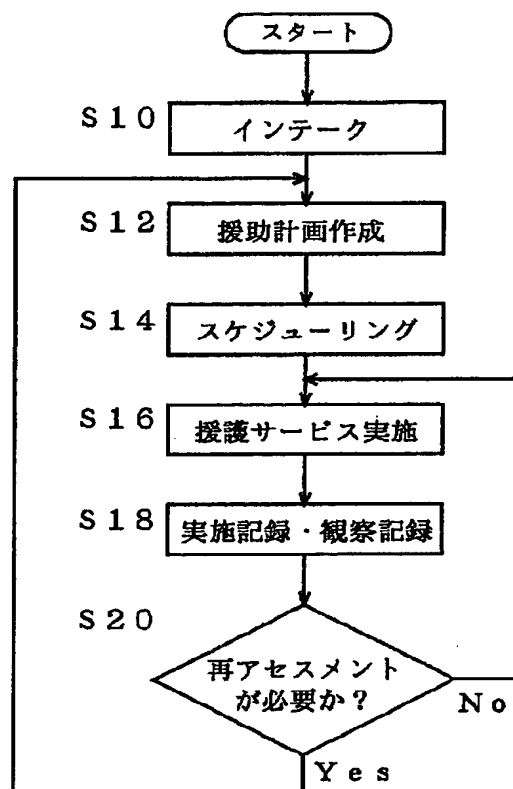 スタート
S10
インテーク
S12
援助計画作成
S14
スケジューリング
S16
援護サービス実施
S18
実施記録・観察記録
S20
再アセスメント
が必要か?
No
Yes